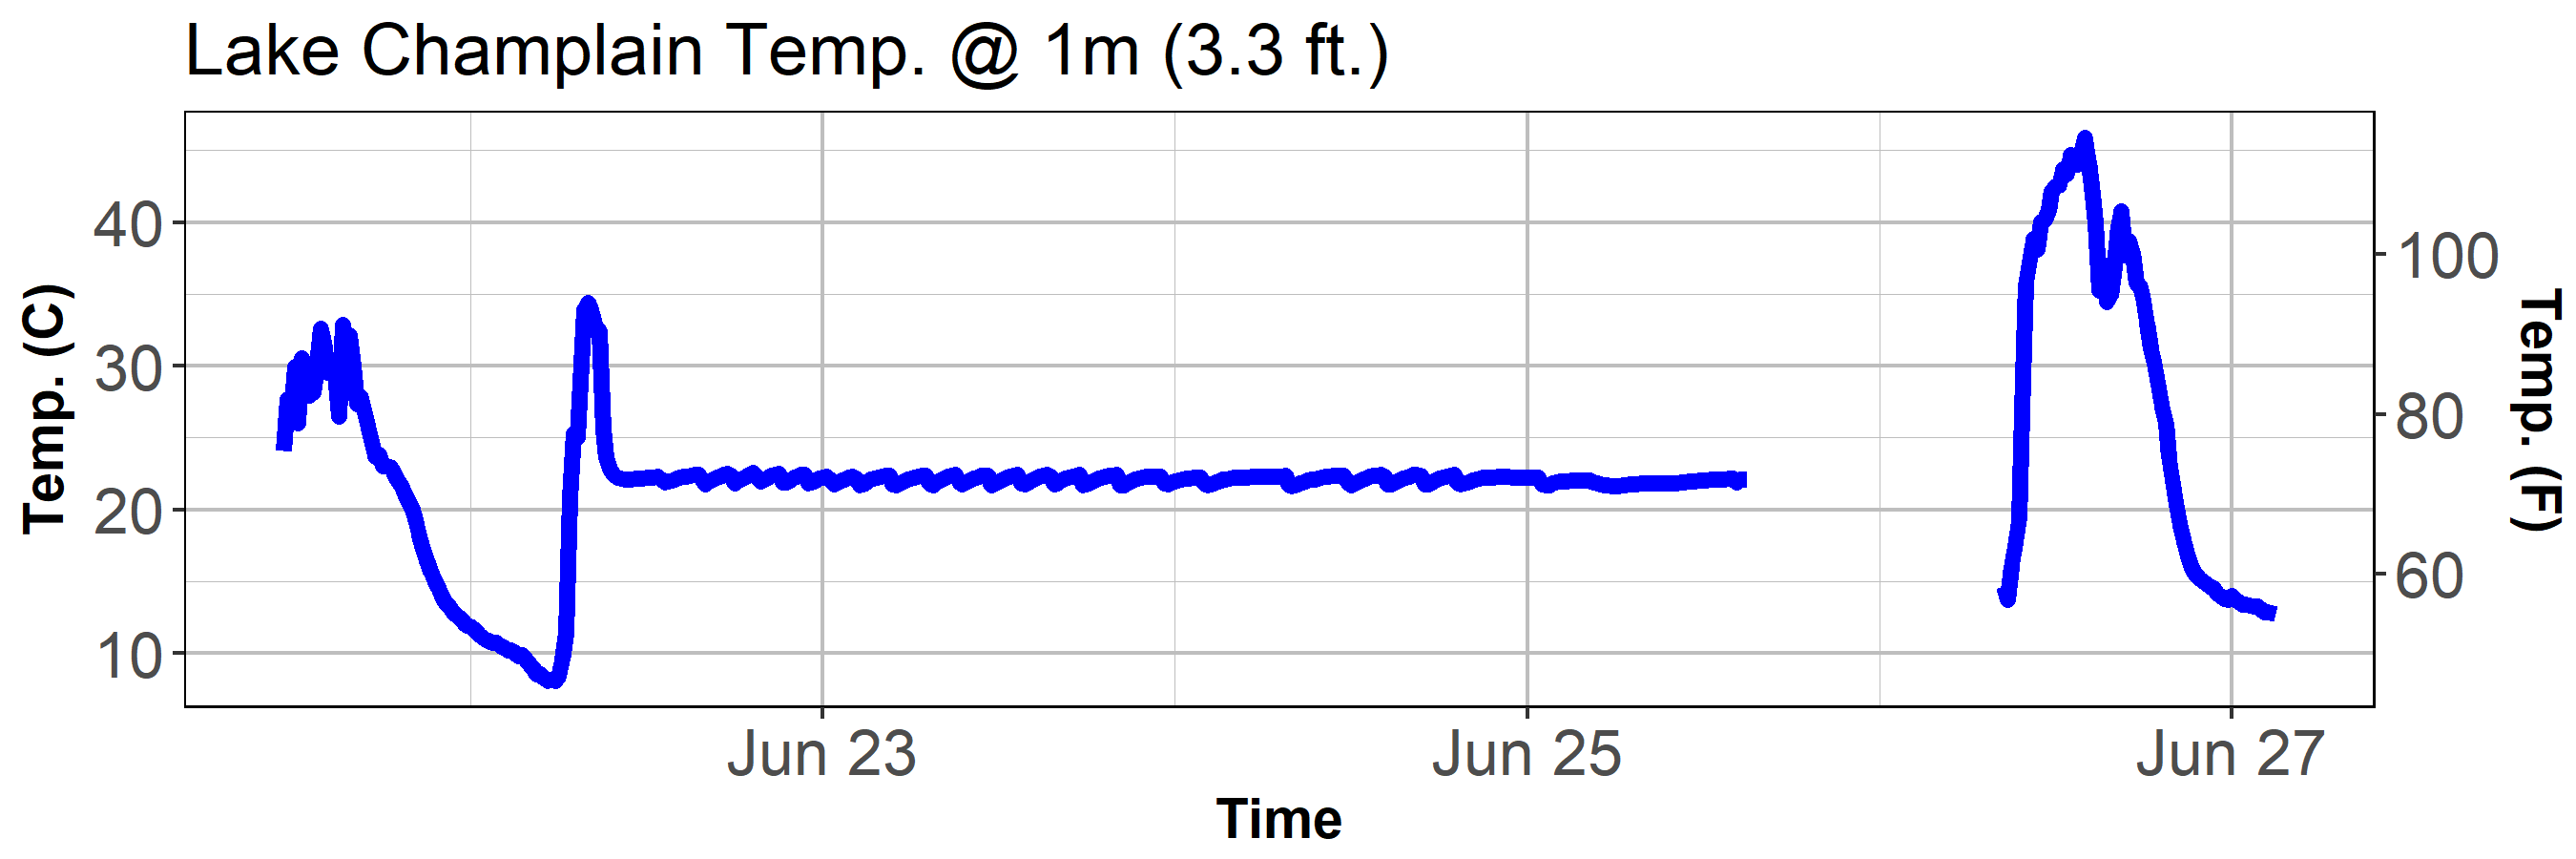 Lake Champlain Temp. @ 1m (3.3 ft.)
Temp. (C)
40
30
20
10
100
80
60
Temp. (F)
Jun 23
Jun 25
Jun 27
Time